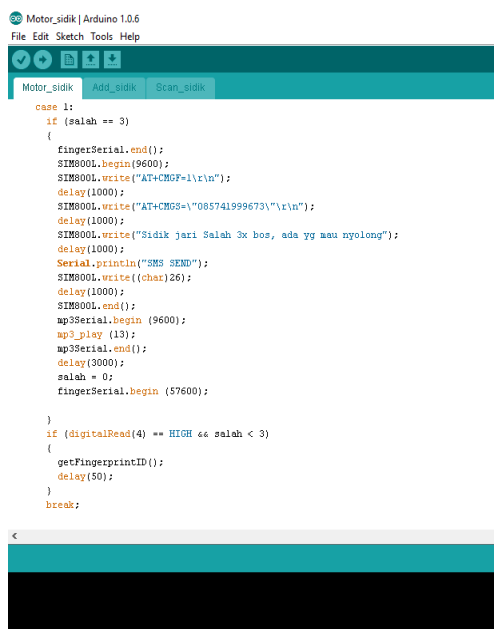 Motor_sidik | Arduino 1.0.6
File Edit Sketch Tools Help
Motor_sidik Add_sidik Scan_sidik
case 1:
if (salah == 3)
{
fingerSerial.end();
SIM800L.begin(9600);
SIM800L.write("AT+CMGF=1\r\n");
delay(1000);
SIM800L.write("AT+CMGS=\"085741999673\"\r\n");
delay(1000);
SIM800L.write("Sidik jari Salah 3x bos, ada yg mau nyolong");
delay(1000);
Serial.println("SMS SEND");
SIM800L.write((char)26);
delay(1000);
SIM800L.end();
mp3Serial.begin (9600);
mp3_play (13);
mp3Serial.end();
delay(3000);
salah = 0;
fingerSerial.begin (57600);
}
if (digitalRead(4) == HIGH && salah < 3)
{
getFingerprintID();
delay(50);
}
break;